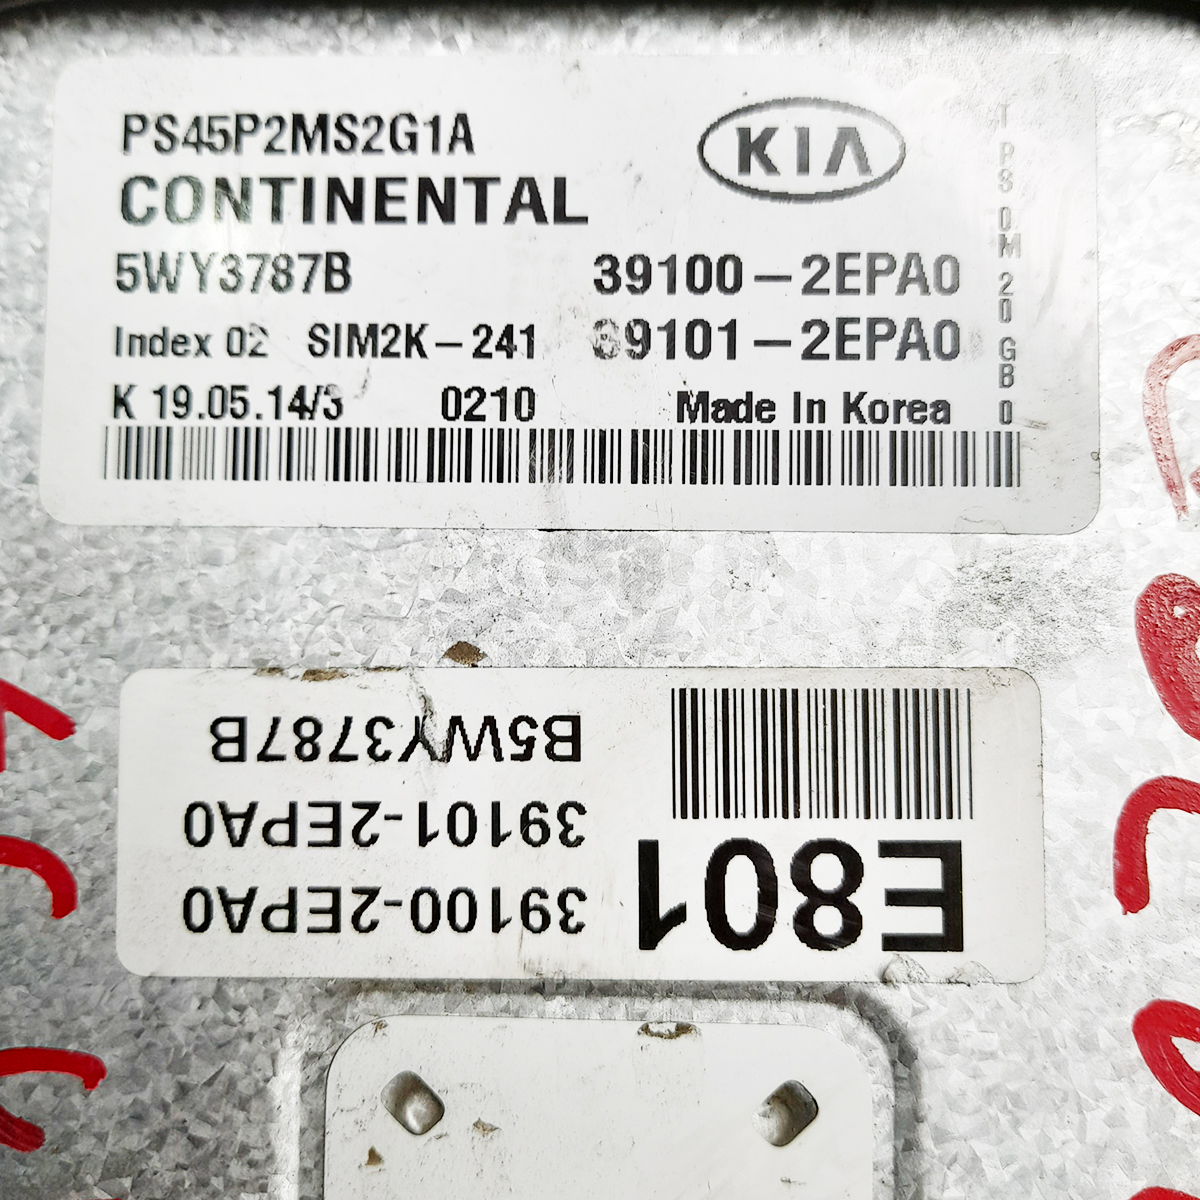 PS45P2MS2G1A
KIA
CONTINENTAL
5WY3787B
39100-2EPA0
Index 02 SIM2K-241
39101-2EPA0
K 19.05.14/3 0210 Made In Korea
TPS0M20GB0
E801
39100-2EPA0
39101-2EPA0
B5WY3787B